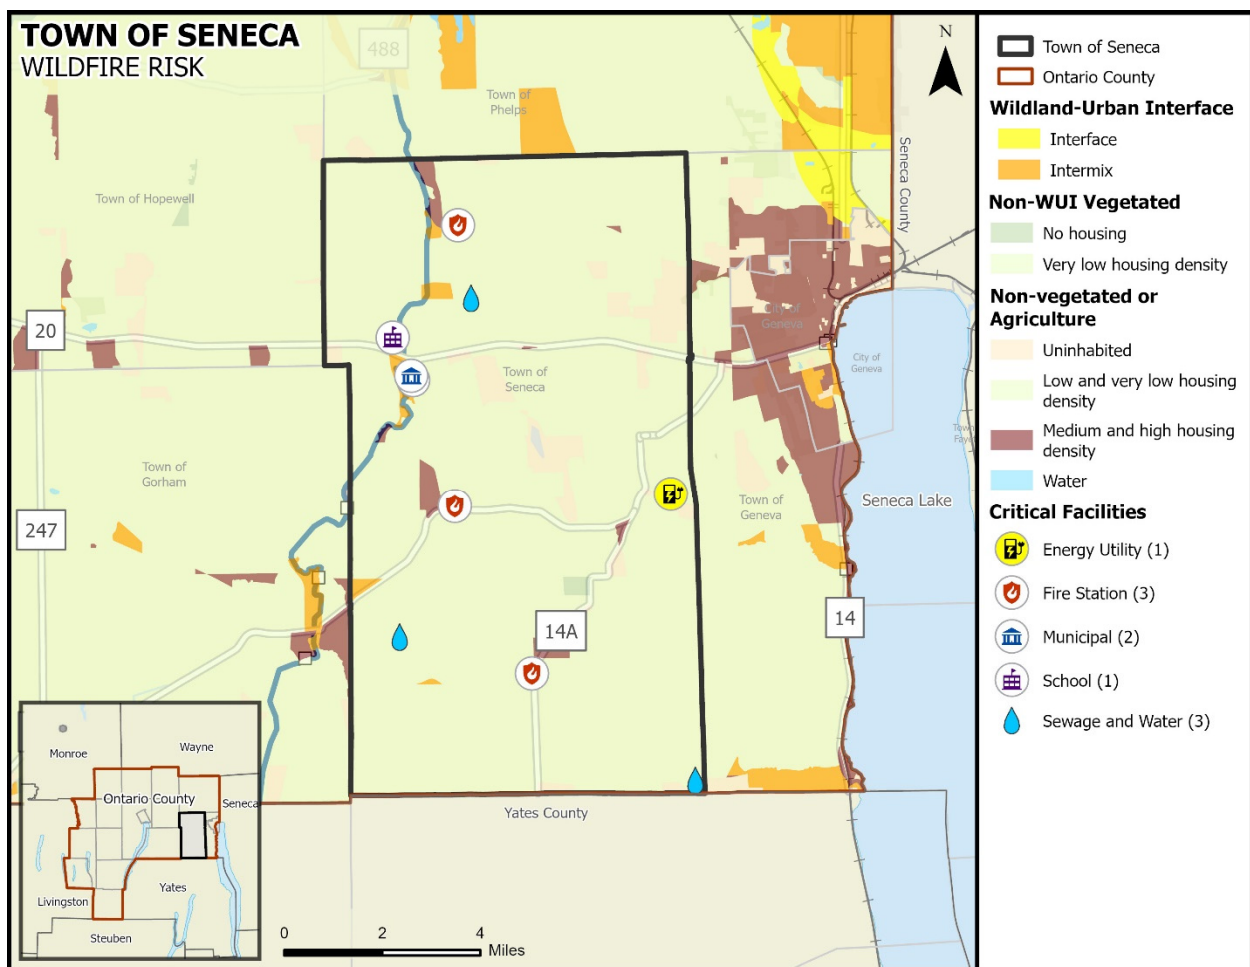 TOWN OF SENECA
WILDFIRE RISK
488
Town of
Phelps
N
Seneca County
Town of Hopewell
20
City of
Geneva
City of
Geneva
Town of
Seneca
Town of
Gorham
247
Town of
Geneva
Seneca Lake
14A
14
Yates County
Monroe
Wayne
Ontario County
Seneca
Yates
Livingston
Steuben
0
2
4
Miles
Town of Seneca
Ontario County
Wildland-Urban Interface
Interface
Intermix
Non-WUI Vegetated
No housing
Very low housing density
Non-vegetated or
Agriculture
Uninhabited
Low and very low housing
density
Medium and high housing
density
Water
Critical Facilities
Energy Utility (1)
Fire Station (3)
Municipal (2)
School (1)
Sewage and Water (3)